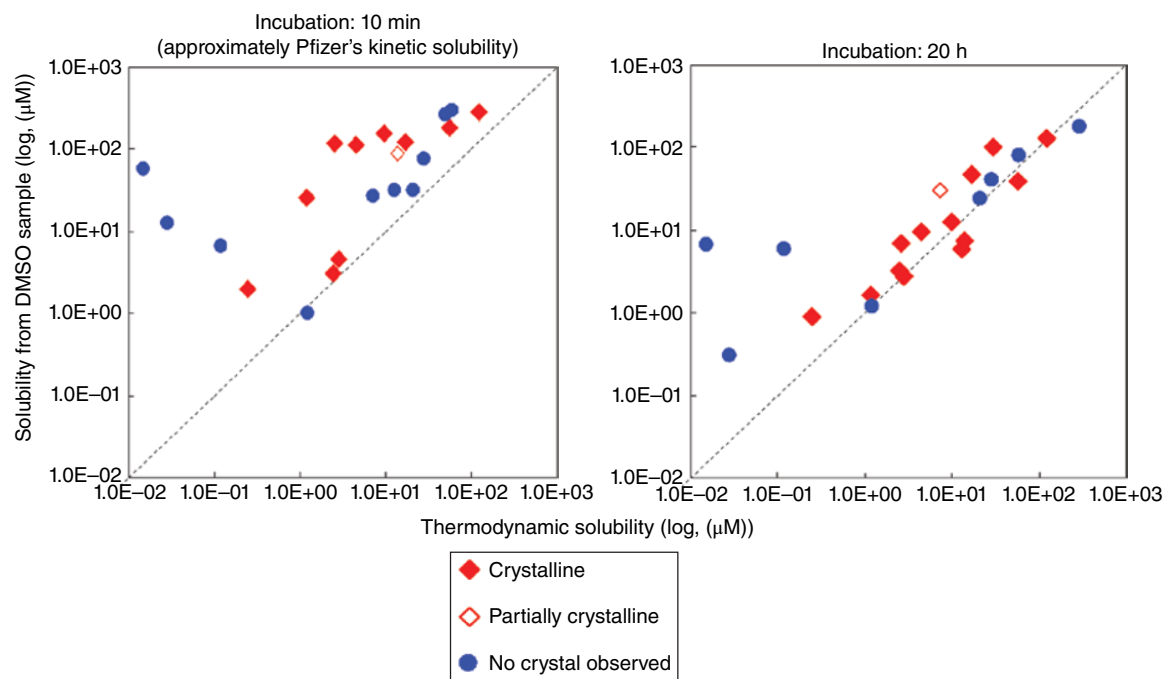 Incubation: 10 min
(approximately Pfizer's kinetic solubility)
Incubation: 20 h
Solubility from DMSO sample (log, (μM))
1.0E+03
1.0E+02
1.0E+01
1.0E+00
1.0E−01
1.0E−02
1.0E−02 1.0E−01 1.0E+00 1.0E+01 1.0E+02 1.0E+03
1.0E+03
1.0E+02
1.0E+01
1.0E+00
1.0E−01
1.0E−02
1.0E−02 1.0E−01 1.0E+00 1.0E+01 1.0E+02 1.0E+03
Thermodynamic solubility (log, (μM))
Crystalline
Partially crystalline
No crystal observed